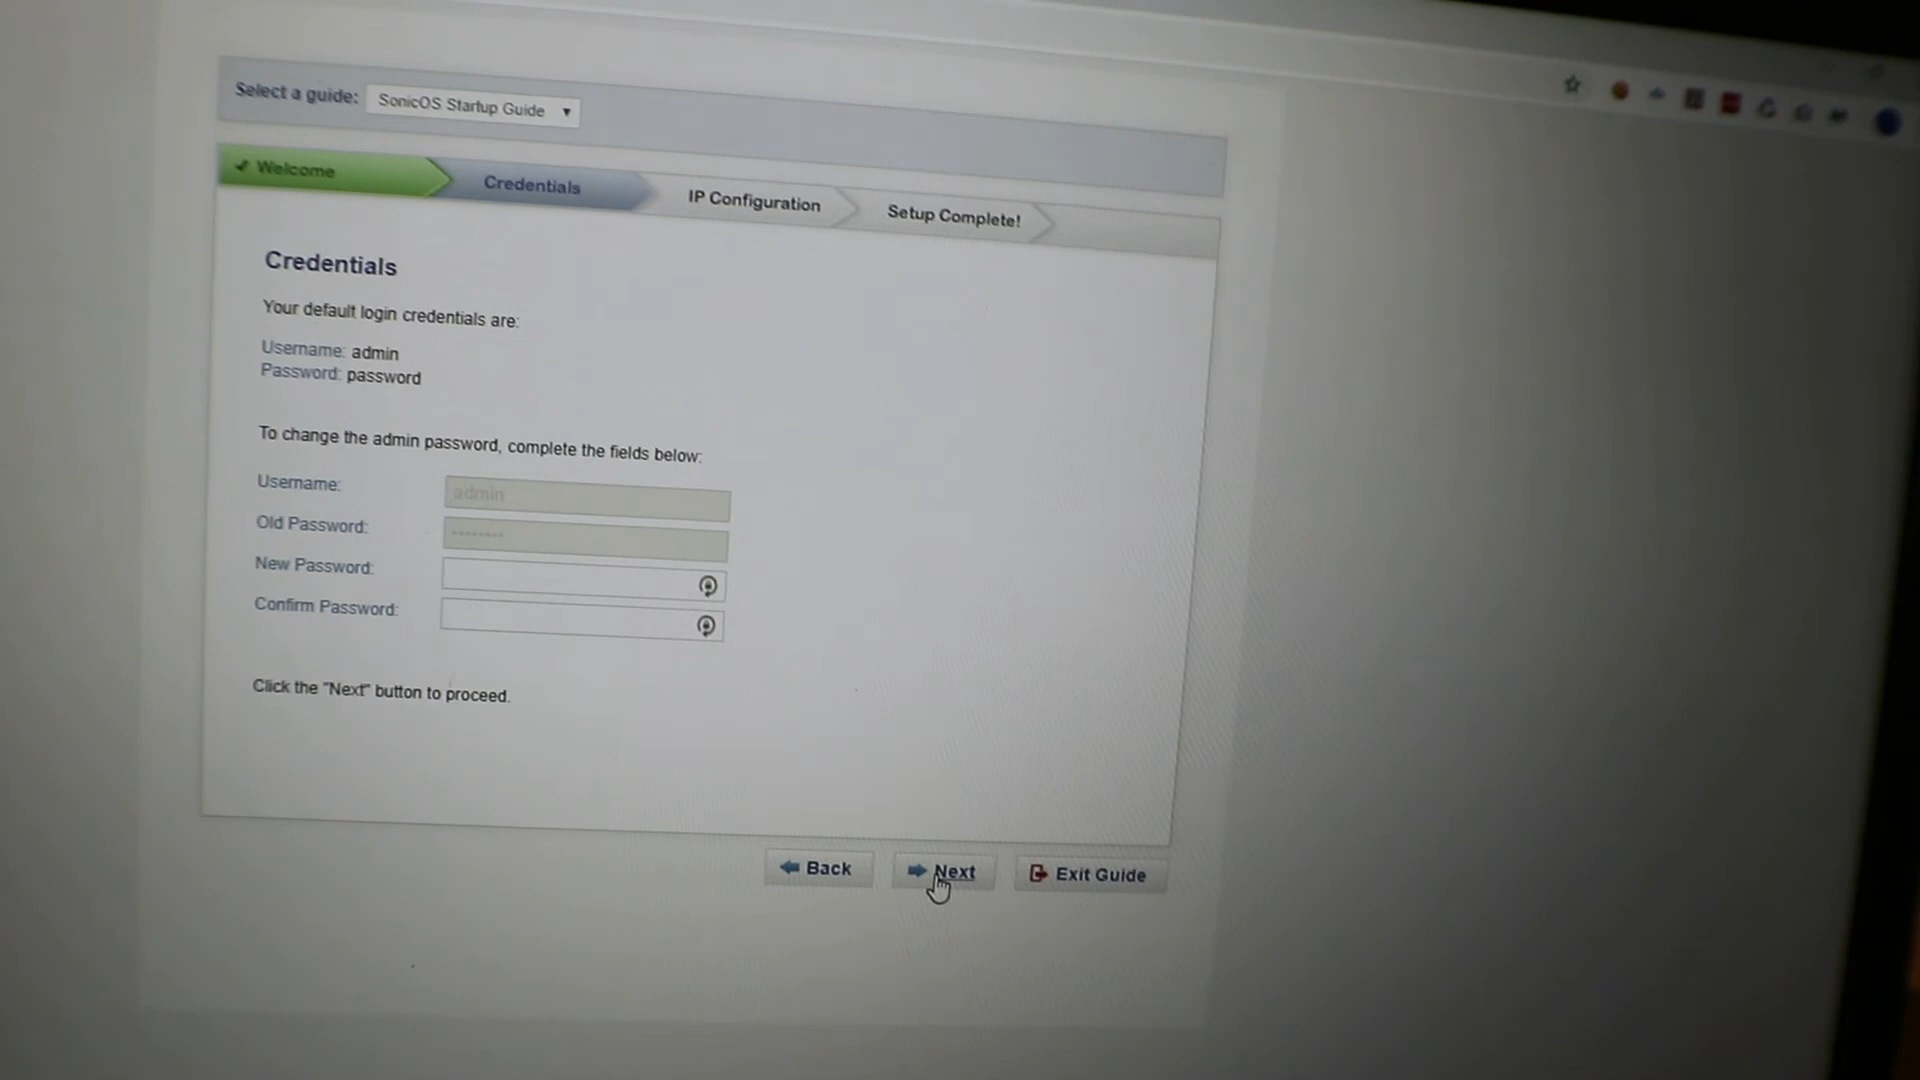 Select a guide: SonicOS Startup Guide
Welcome Credentials IP Configuration Setup Complete!
Credentials
Your default login credentials are:
Username: admin
Password: password
To change the admin password, complete the fields below:
Username: admin
Old Password: ••••••••
New Password:
Confirm Password:
Click the "Next" button to proceed.
Back Next Exit Guide